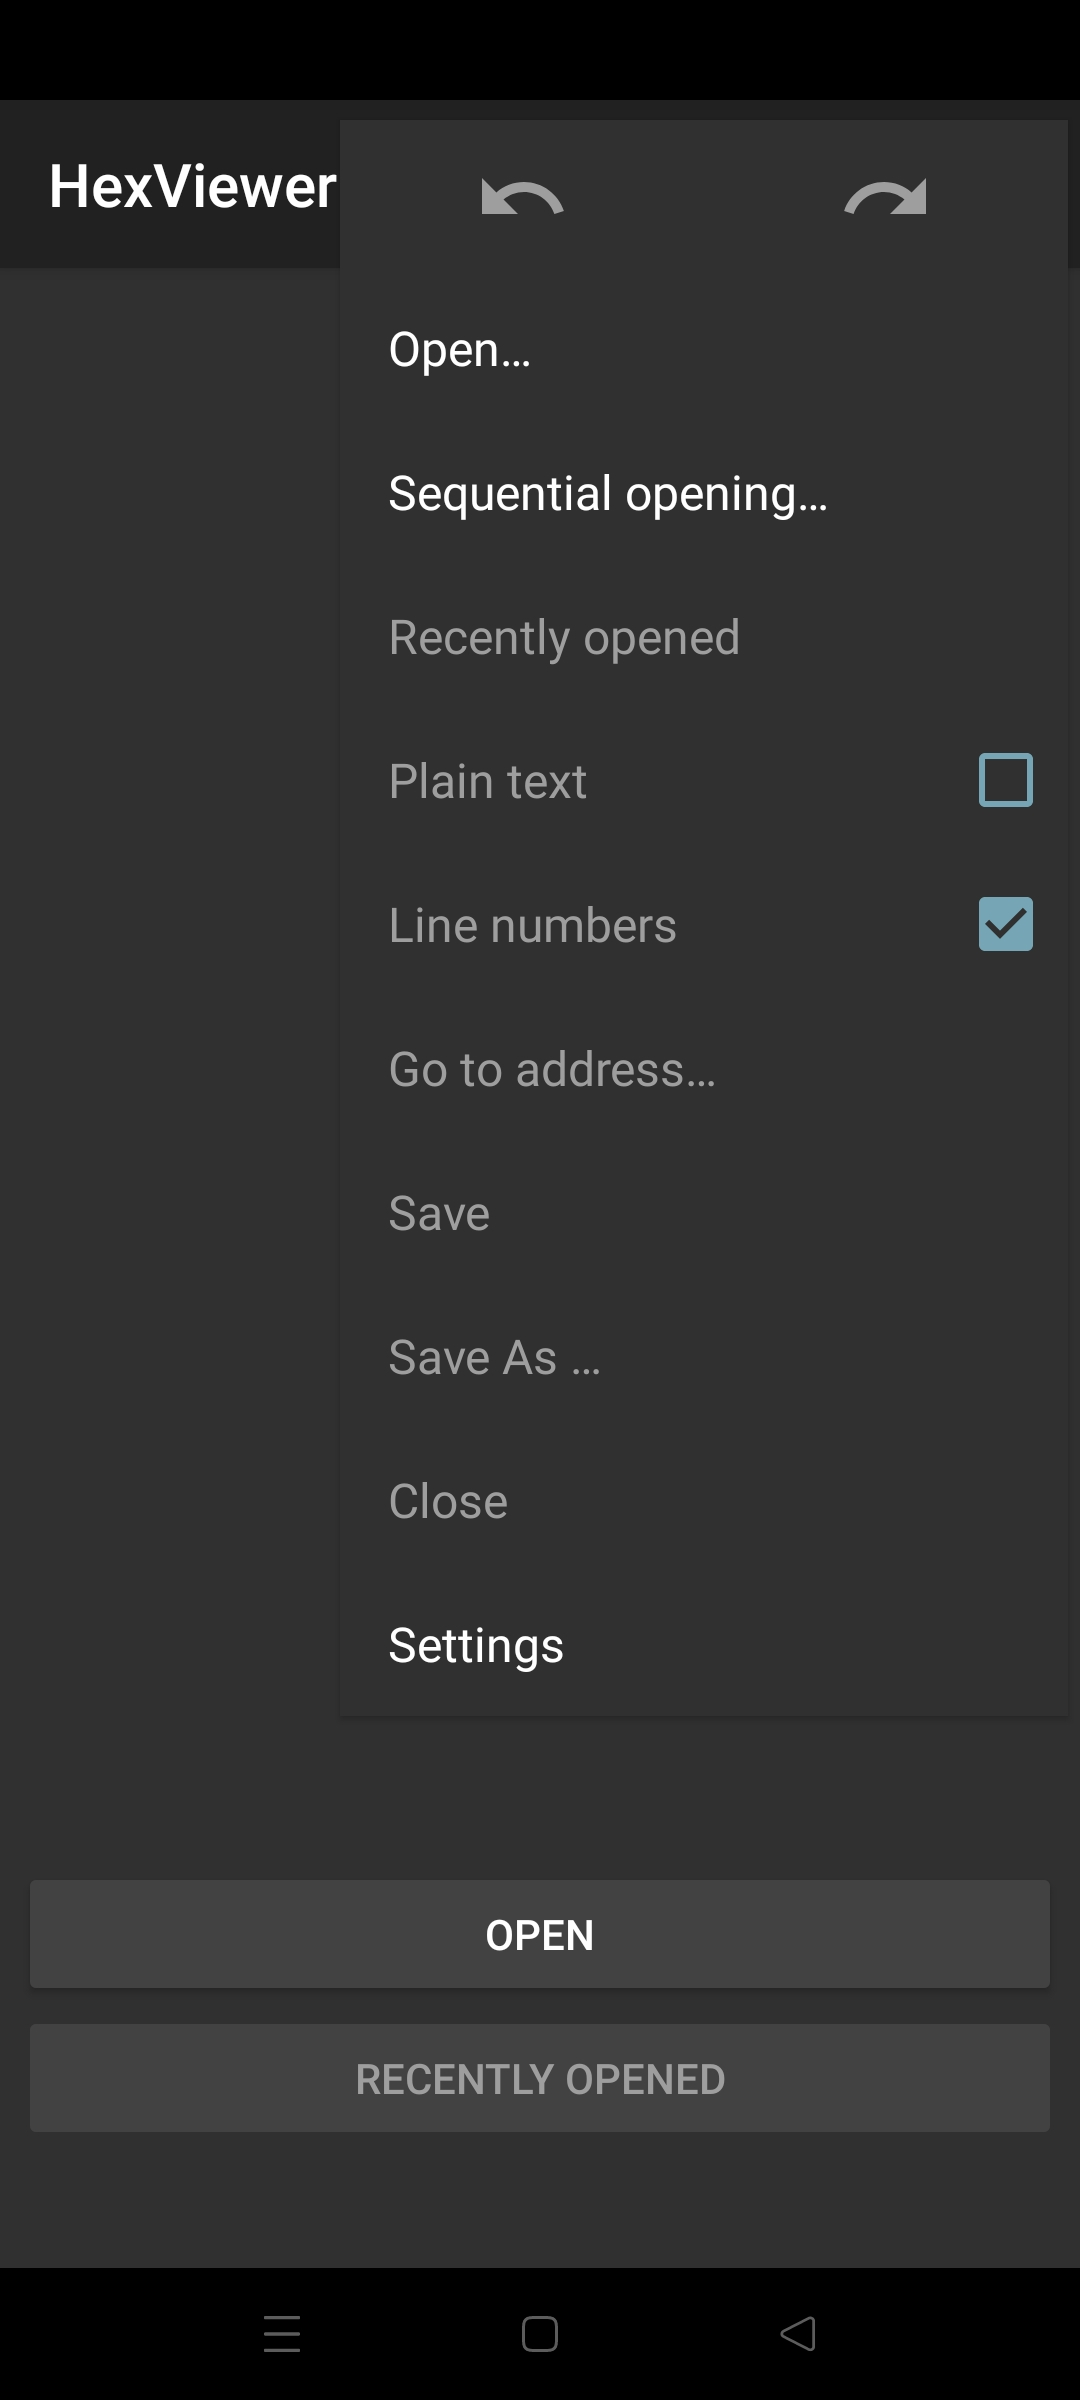 HexViewer
Open…
Sequential opening…
Recently opened
Plain text
Line numbers
Go to address…
Save
Save As …
Close
Settings
OPEN
RECENTLY OPENED